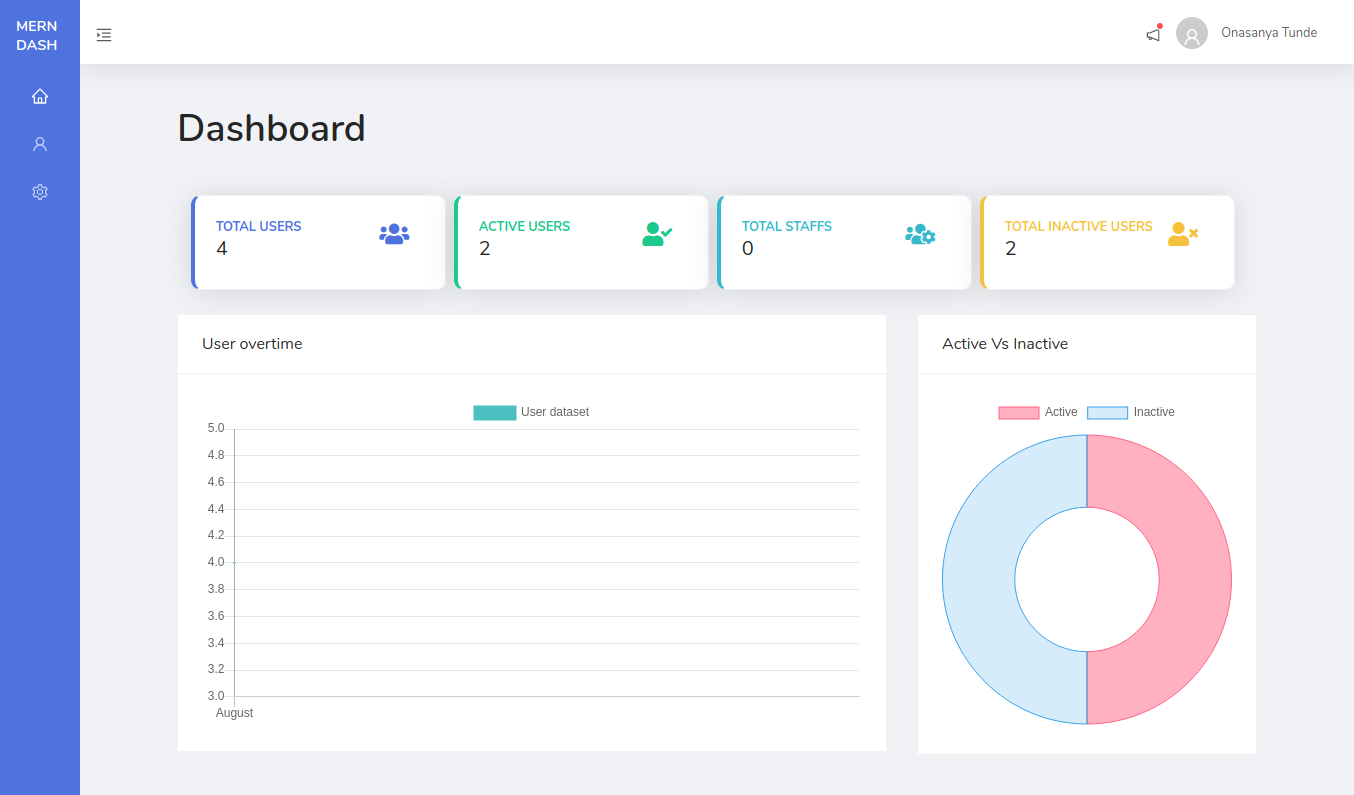 MERN
DASH
Onasanya Tunde
Dashboard
TOTAL USERS
4
ACTIVE USERS
2
TOTAL STAFFS
0
TOTAL INACTIVE USERS
2
User overtime
User dataset
5.0
4.8
4.6
4.4
4.2
4.0
3.8
3.6
3.4
3.2
3.0
August
Active Vs Inactive
Active Inactive